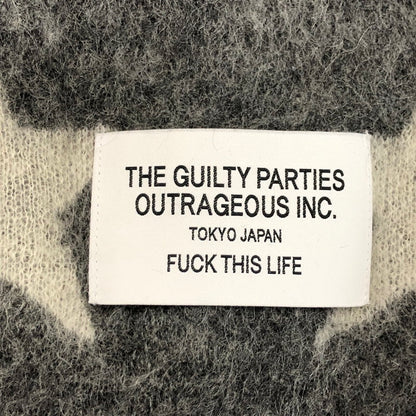 THE GUILTY PARTIES
OUTRAGEOUS INC.
TOKYO JAPAN
FUCK THIS LIFE